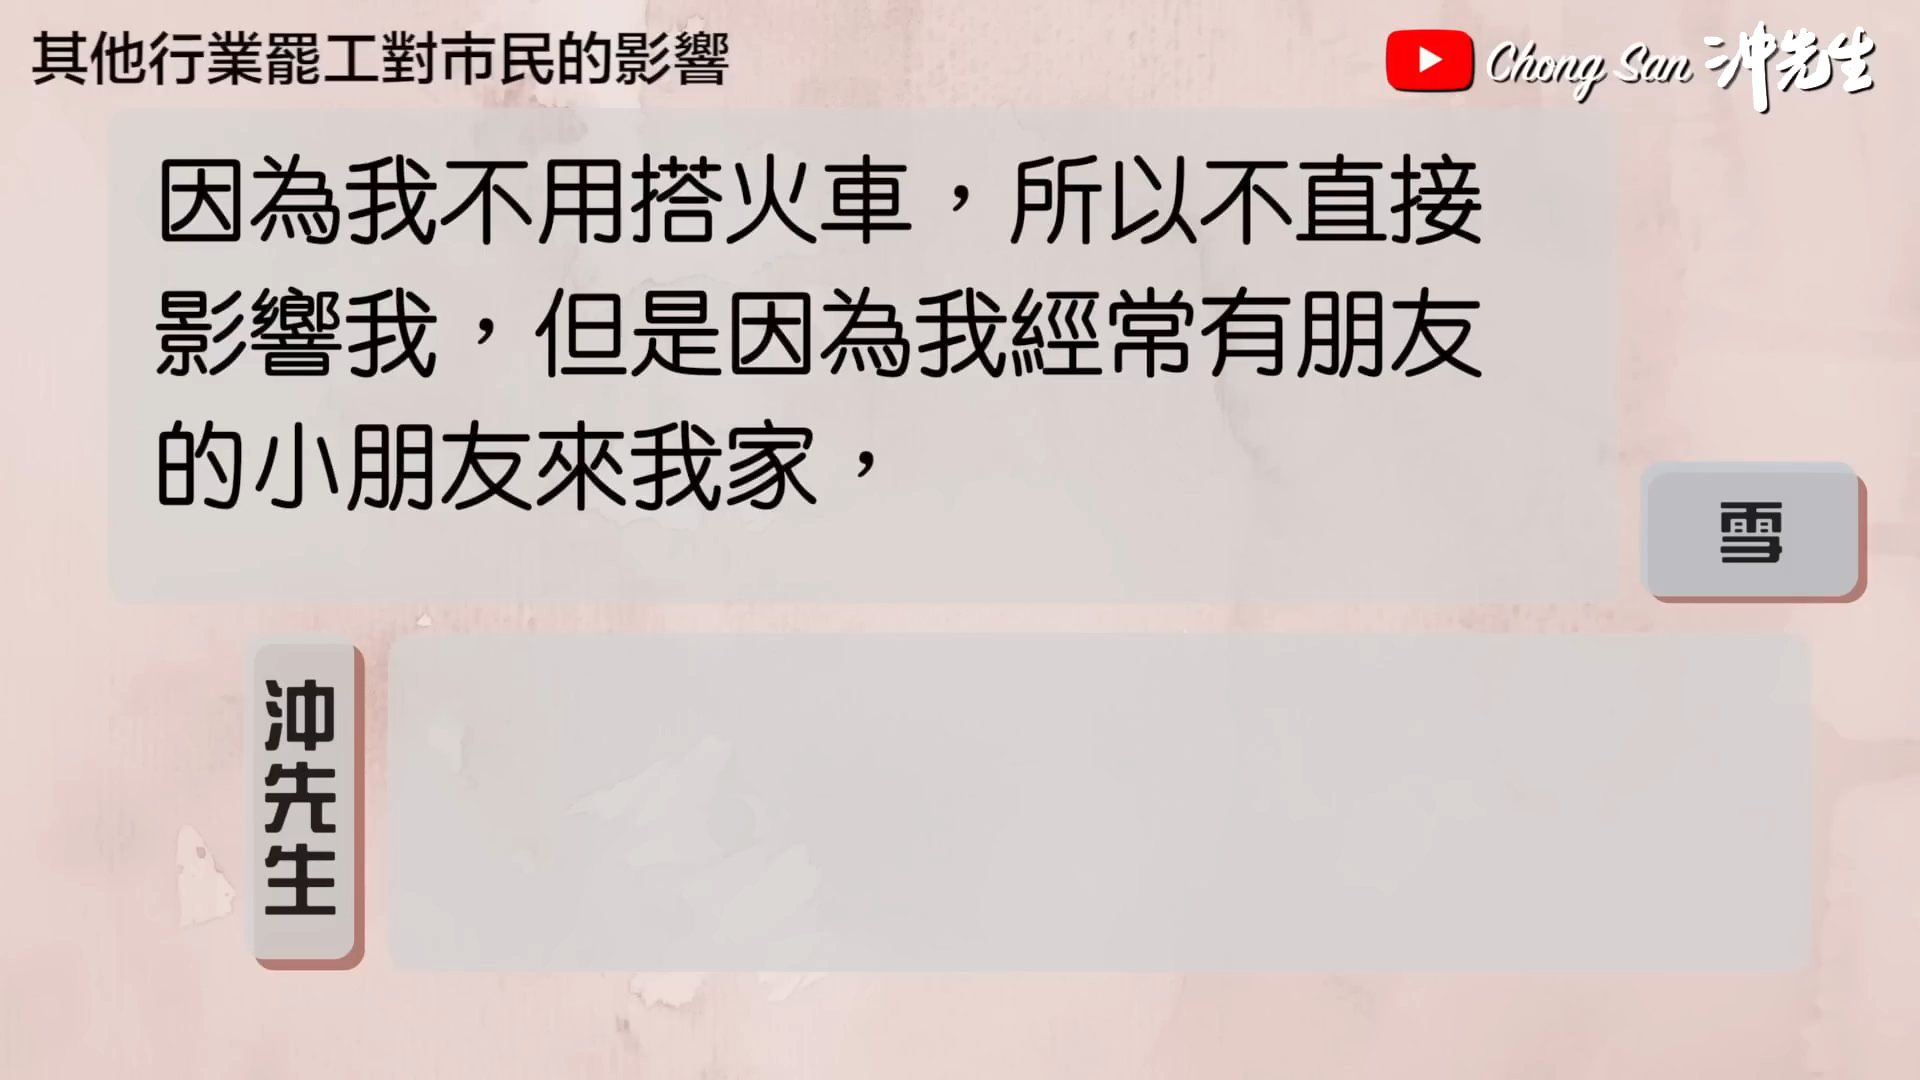 其他行業罷工對市民的影響
Chong San 沖先生
因為我不用搭火車，所以不直接
影響我，但是因為我經常有朋友
的小朋友來我家，
雪
沖先生